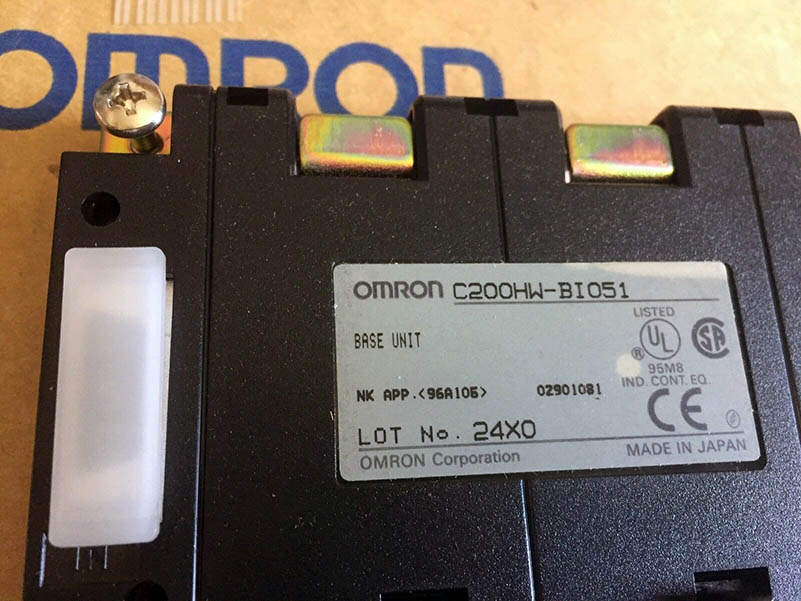 OMRON
OMRON C200HW-BI051
BASE UNIT
LISTED
UL
®
SA
95M8
IND. CONT. EQ.
NK APP.<96A105> 02901081
CE
LOT No. 24X0
OMRON Corporation MADE IN JAPAN